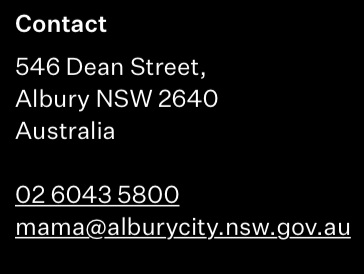 Contact
546 Dean Street,
Albury NSW 2640
Australia
02 6043 5800
mama@alburycity.nsw.gov.au